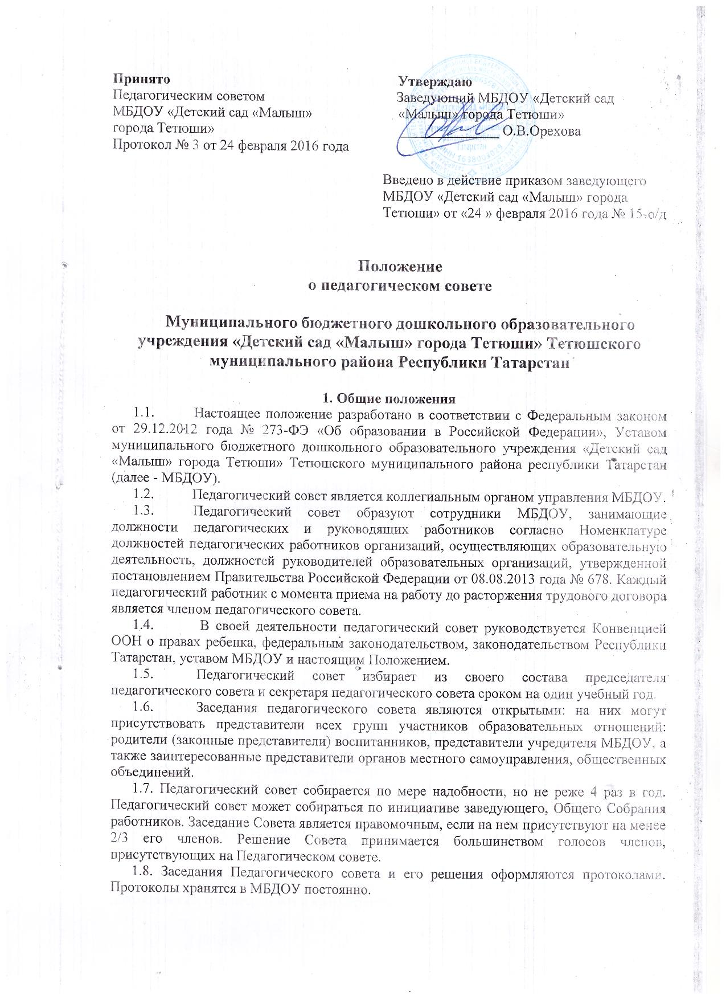 Принято
Педагогическим советом
МБДОУ «Детский сад «Малыш»
города Тетюши»
Протокол № 3 от 24 февраля 2016 года
Утверждаю
Заведующий МБДОУ «Детский сад
«Малыш» города Тетюши»
О.В.Орехова
Татарстан
ИНН 1638003029
Введено в действие приказом заведующего
МБДОУ «Детский сад «Малыш» города
Тетюши» от «24 » февраля 2016 года № 15-о/д
Положение
о педагогическом совете
Муниципального бюджетного дошкольного образовательного
учреждения «Детский сад «Малыш» города Тетюши» Тетюшского
муниципального района Республики Татарстан
1. Общие положения
1.1. Настоящее положение разработано в соответствии с Федеральным законом
от 29.12.2012 года № 273-ФЭ «Об образовании в Российской Федерации», Уставом
муниципального бюджетного дошкольного образовательного учреждения «Детский сад
«Малыш» города Тетюши» Тетюшского муниципального района республики Татарстан
(далее - МБДОУ).
1.2. Педагогический совет является коллегиальным органом управления МБДОУ.
1.3. Педагогический совет образуют сотрудники МБДОУ, занимающие
должности педагогических и руководящих работников согласно Номенклатуре
должностей педагогических работников организаций, осуществляющих образовательную
деятельность, должностей руководителей образовательных организаций, утвержденной
постановлением Правительства Российской Федерации от 08.08.2013 года № 678. Каждый
педагогический работник с момента приема на работу до расторжения трудового договора
является членом педагогического совета.
1.4. В своей деятельности педагогический совет руководствуется Конвенцией
ООН о правах ребенка, федеральным законодательством, законодательством Республики
Татарстан, уставом МБДОУ и настоящим Положением.
1.5. Педагогический совет избирает из своего состава председателя
педагогического совета и секретаря педагогического совета сроком на один учебный год.
1.6. Заседания педагогического совета являются открытыми: на них могут
присутствовать представители всех групп участников образовательных отношений:
родители (законные представители) воспитанников, представители учредителя МБДОУ, а
также заинтересованные представители органов местного самоуправления, общественных
объединений.
1.7. Педагогический совет собирается по мере надобности, но не реже 4 раз в год.
Педагогический совет может собираться по инициативе заведующего, Общего Собрания
работников. Заседание Совета является правомочным, если на нем присутствуют на менее
2/3 его членов. Решение Совета принимается большинством голосов членов,
присутствующих на Педагогическом совете.
1.8. Заседания Педагогического совета и его решения оформляются протоколами.
Протоколы хранятся в МБДОУ постоянно.